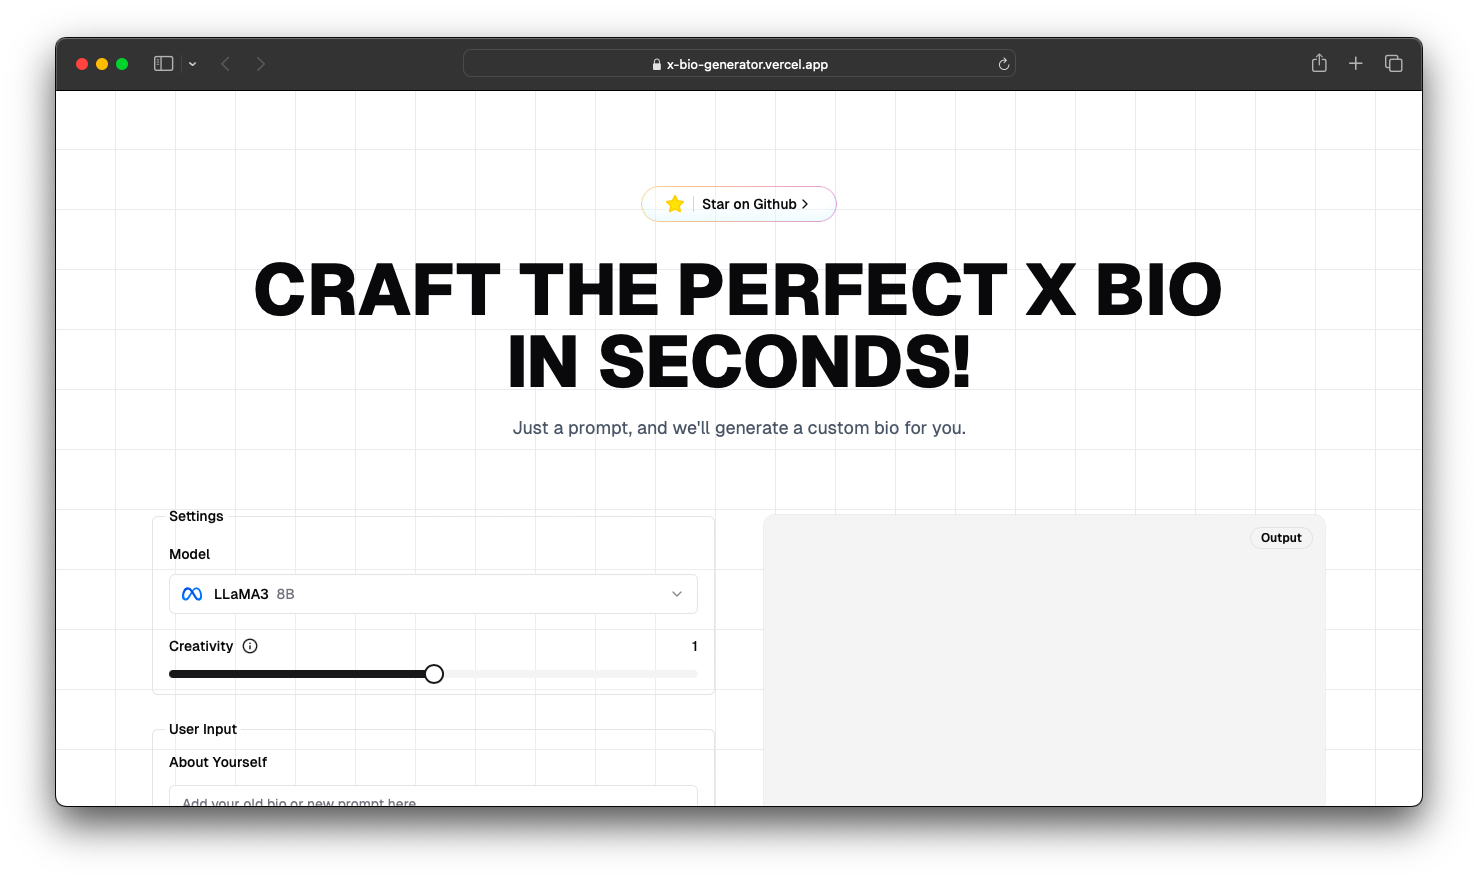 x-bio-generator.vercel.app
Star on Github
CRAFT THE PERFECT X BIO
IN SECONDS!
Just a prompt, and we'll generate a custom bio for you.
Settings
Model
LLaMA3 8B
Creativity 1
User Input
About Yourself
Add your old bio or new prompt here
Output